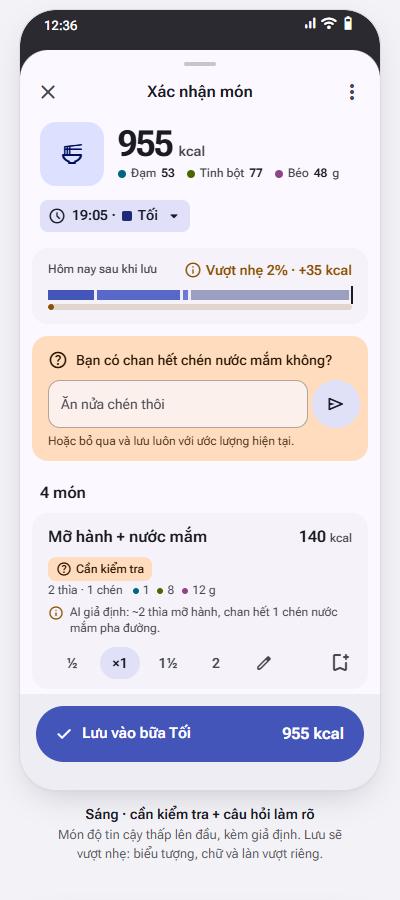 12:36
Xác nhận món
955 kcal
Đạm 53 Tinh bột 77 Béo 48 g
19:05 · Tối
Hôm nay sau khi lưu
Vượt nhẹ 2% · +35 kcal
Bạn có chan hết chén nước mắm không?
Ăn nửa chén thôi
Hoặc bỏ qua và lưu luôn với ước lượng hiện tại.
4 món
Mỡ hành + nước mắm 140 kcal
Cần kiểm tra
2 thìa · 1 chén 1 8 12 g
AI giả định: ~2 thìa mỡ hành, chan hết 1 chén nước
mắm pha đường.
½ ×1 1½ 2
Lưu vào bữa Tối 955 kcal
Sáng · cần kiểm tra + câu hỏi làm rõ
Món độ tin cậy thấp lên đầu, kèm giả định. Lưu sẽ
vượt nhẹ: biểu tượng, chữ và làn vượt riêng.